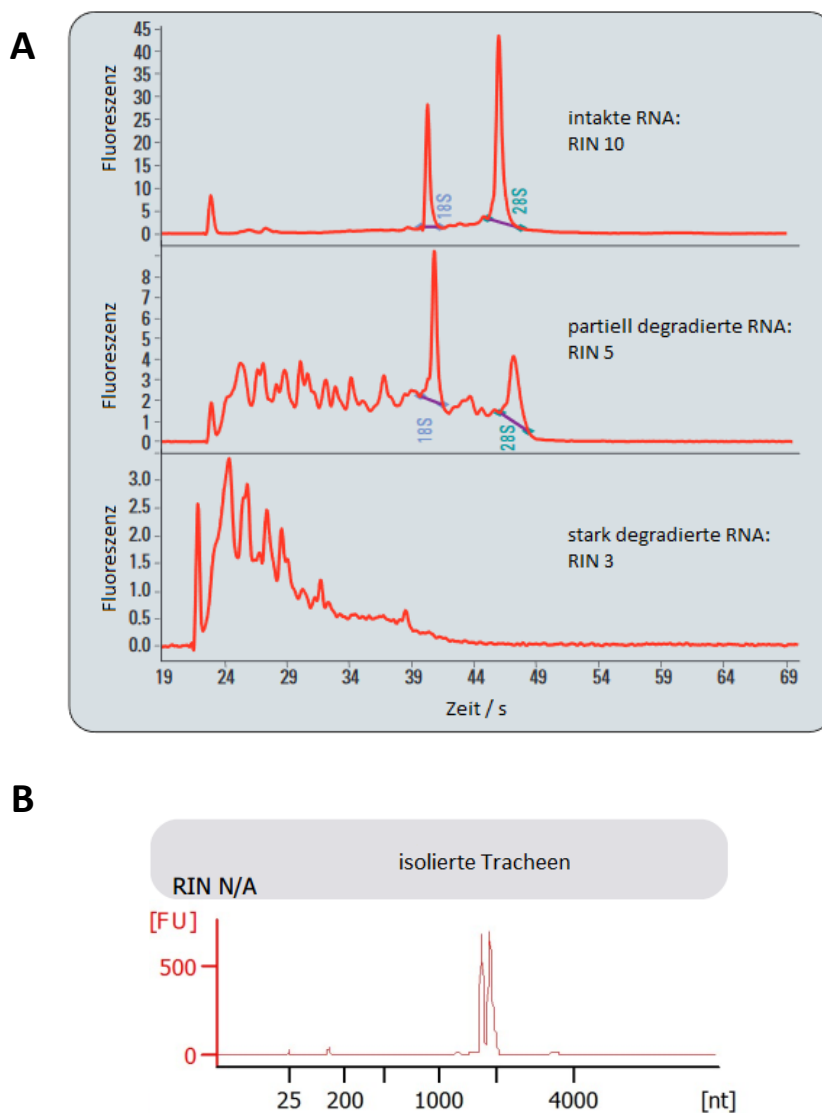 A
Fluoreszenz
45
40
35
30
25
20
15
10
5
0
18S
28S
intakte RNA:
RIN 10
Fluoreszenz
8
7
6
5
4
3
2
1
0
18S
28S
partiell degradierte RNA:
RIN 5
Fluoreszenz
3.0
2.5
2.0
1.5
1.0
0.5
0.0
stark degradierte RNA:
RIN 3
19 24 29 34 39 44 49 54 59 64 69
Zeit / s
B
isolierte Tracheen
RIN N/A
[FU]
500
0
25 200 1000 4000 [nt]